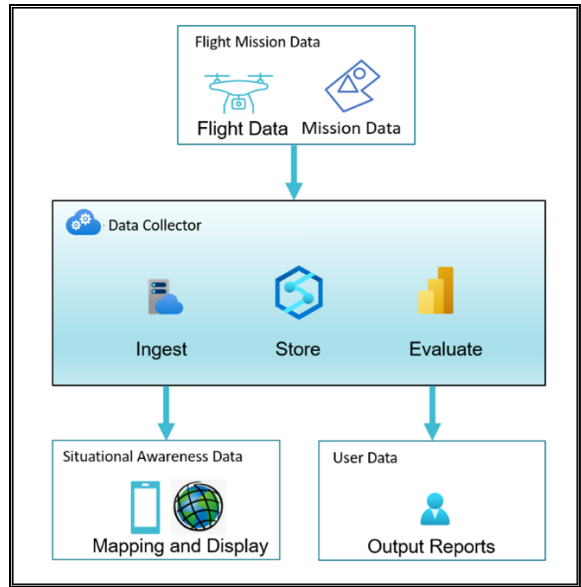 Flight Mission Data
Flight Data Mission Data
Data Collector
Ingest Store Evaluate
Situational Awareness Data
Mapping and Display
User Data
Output Reports